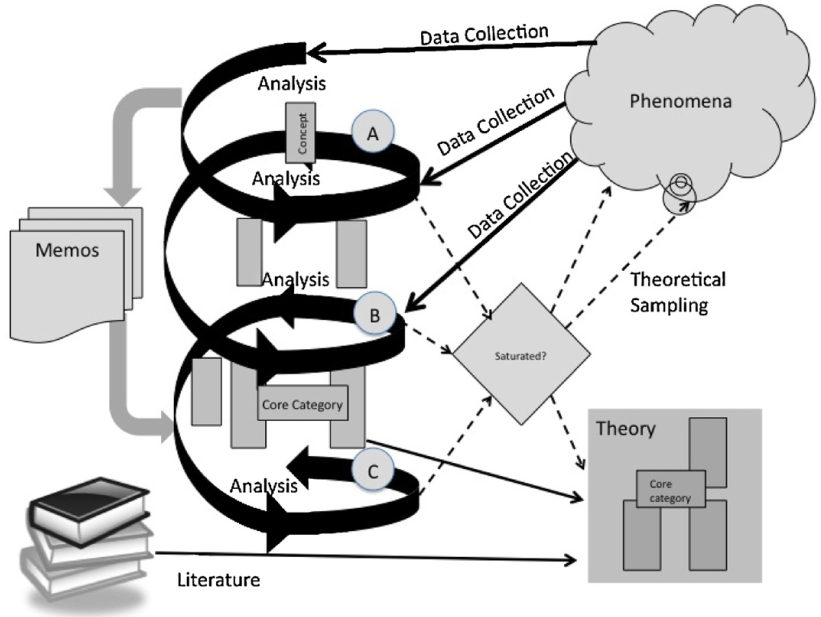 Data Collection
Phenomena
Analysis
Concept
A
Data Collection
Analysis
Data Collection
Memos
Analysis
Theoretical
Sampling
B
Saturated?
Core Category
Theory
C
Analysis
Core
category
Literature